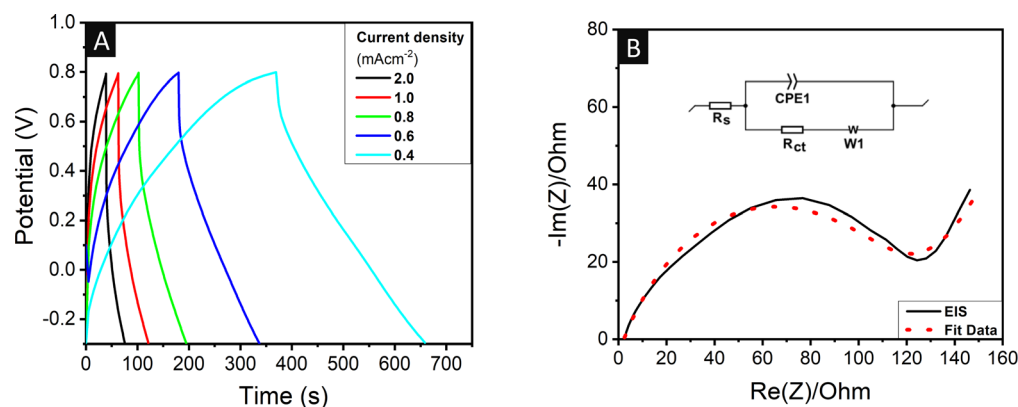 A
Potential (V)
1.0
0.8
0.6
0.4
0.2
0.0
-0.2
0 100 200 300 400 500 600 700
Time (s)
Current density
(mAcm-2)
2.0
1.0
0.8
0.6
0.4
B
-Im(Z)/Ohm
-80
-60
-40
-20
0
0 20 40 60 80 100 120 140 160
Re(Z)/Ohm
CPE1
Rs
Rct
W
W1
EIS
Fit Data